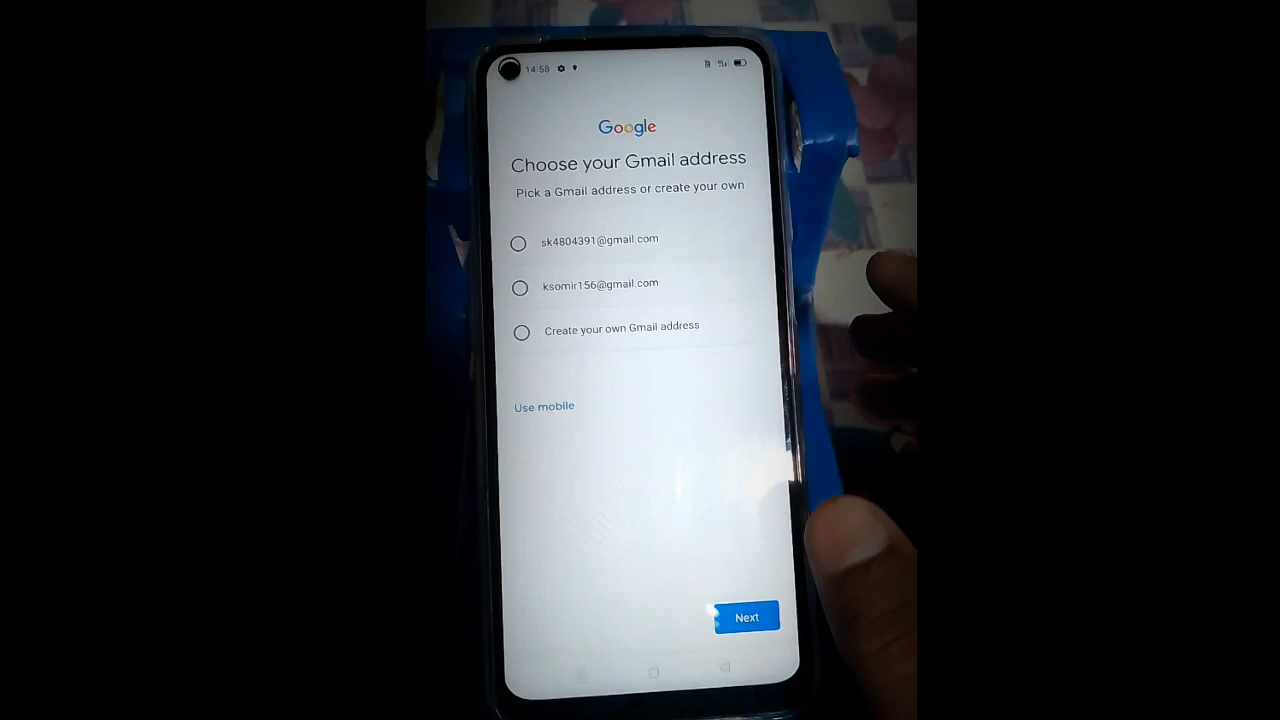 14:58
Google
Choose your Gmail address
Pick a Gmail address or create your own
sk4804391@gmail.com
ksomir156@gmail.com
Create your own Gmail address
Use mobile
Next